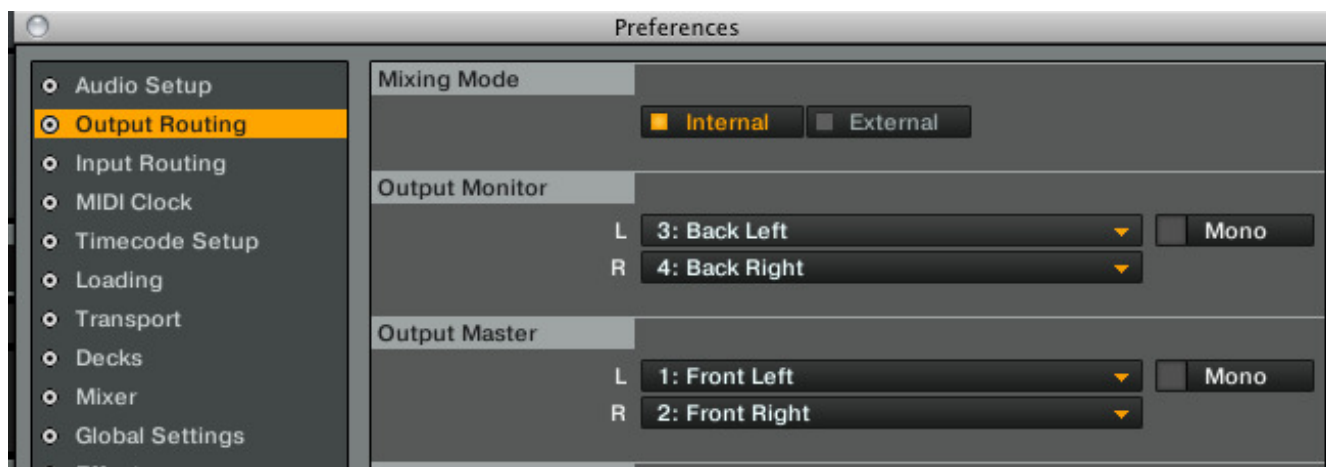 Preferences
Audio Setup
Output Routing
Input Routing
MIDI Clock
Timecode Setup
Loading
Transport
Decks
Mixer
Global Settings
Mixing Mode
Internal External
Output Monitor
L 3: Back Left Mono
R 4: Back Right
Output Master
L 1: Front Left Mono
R 2: Front Right